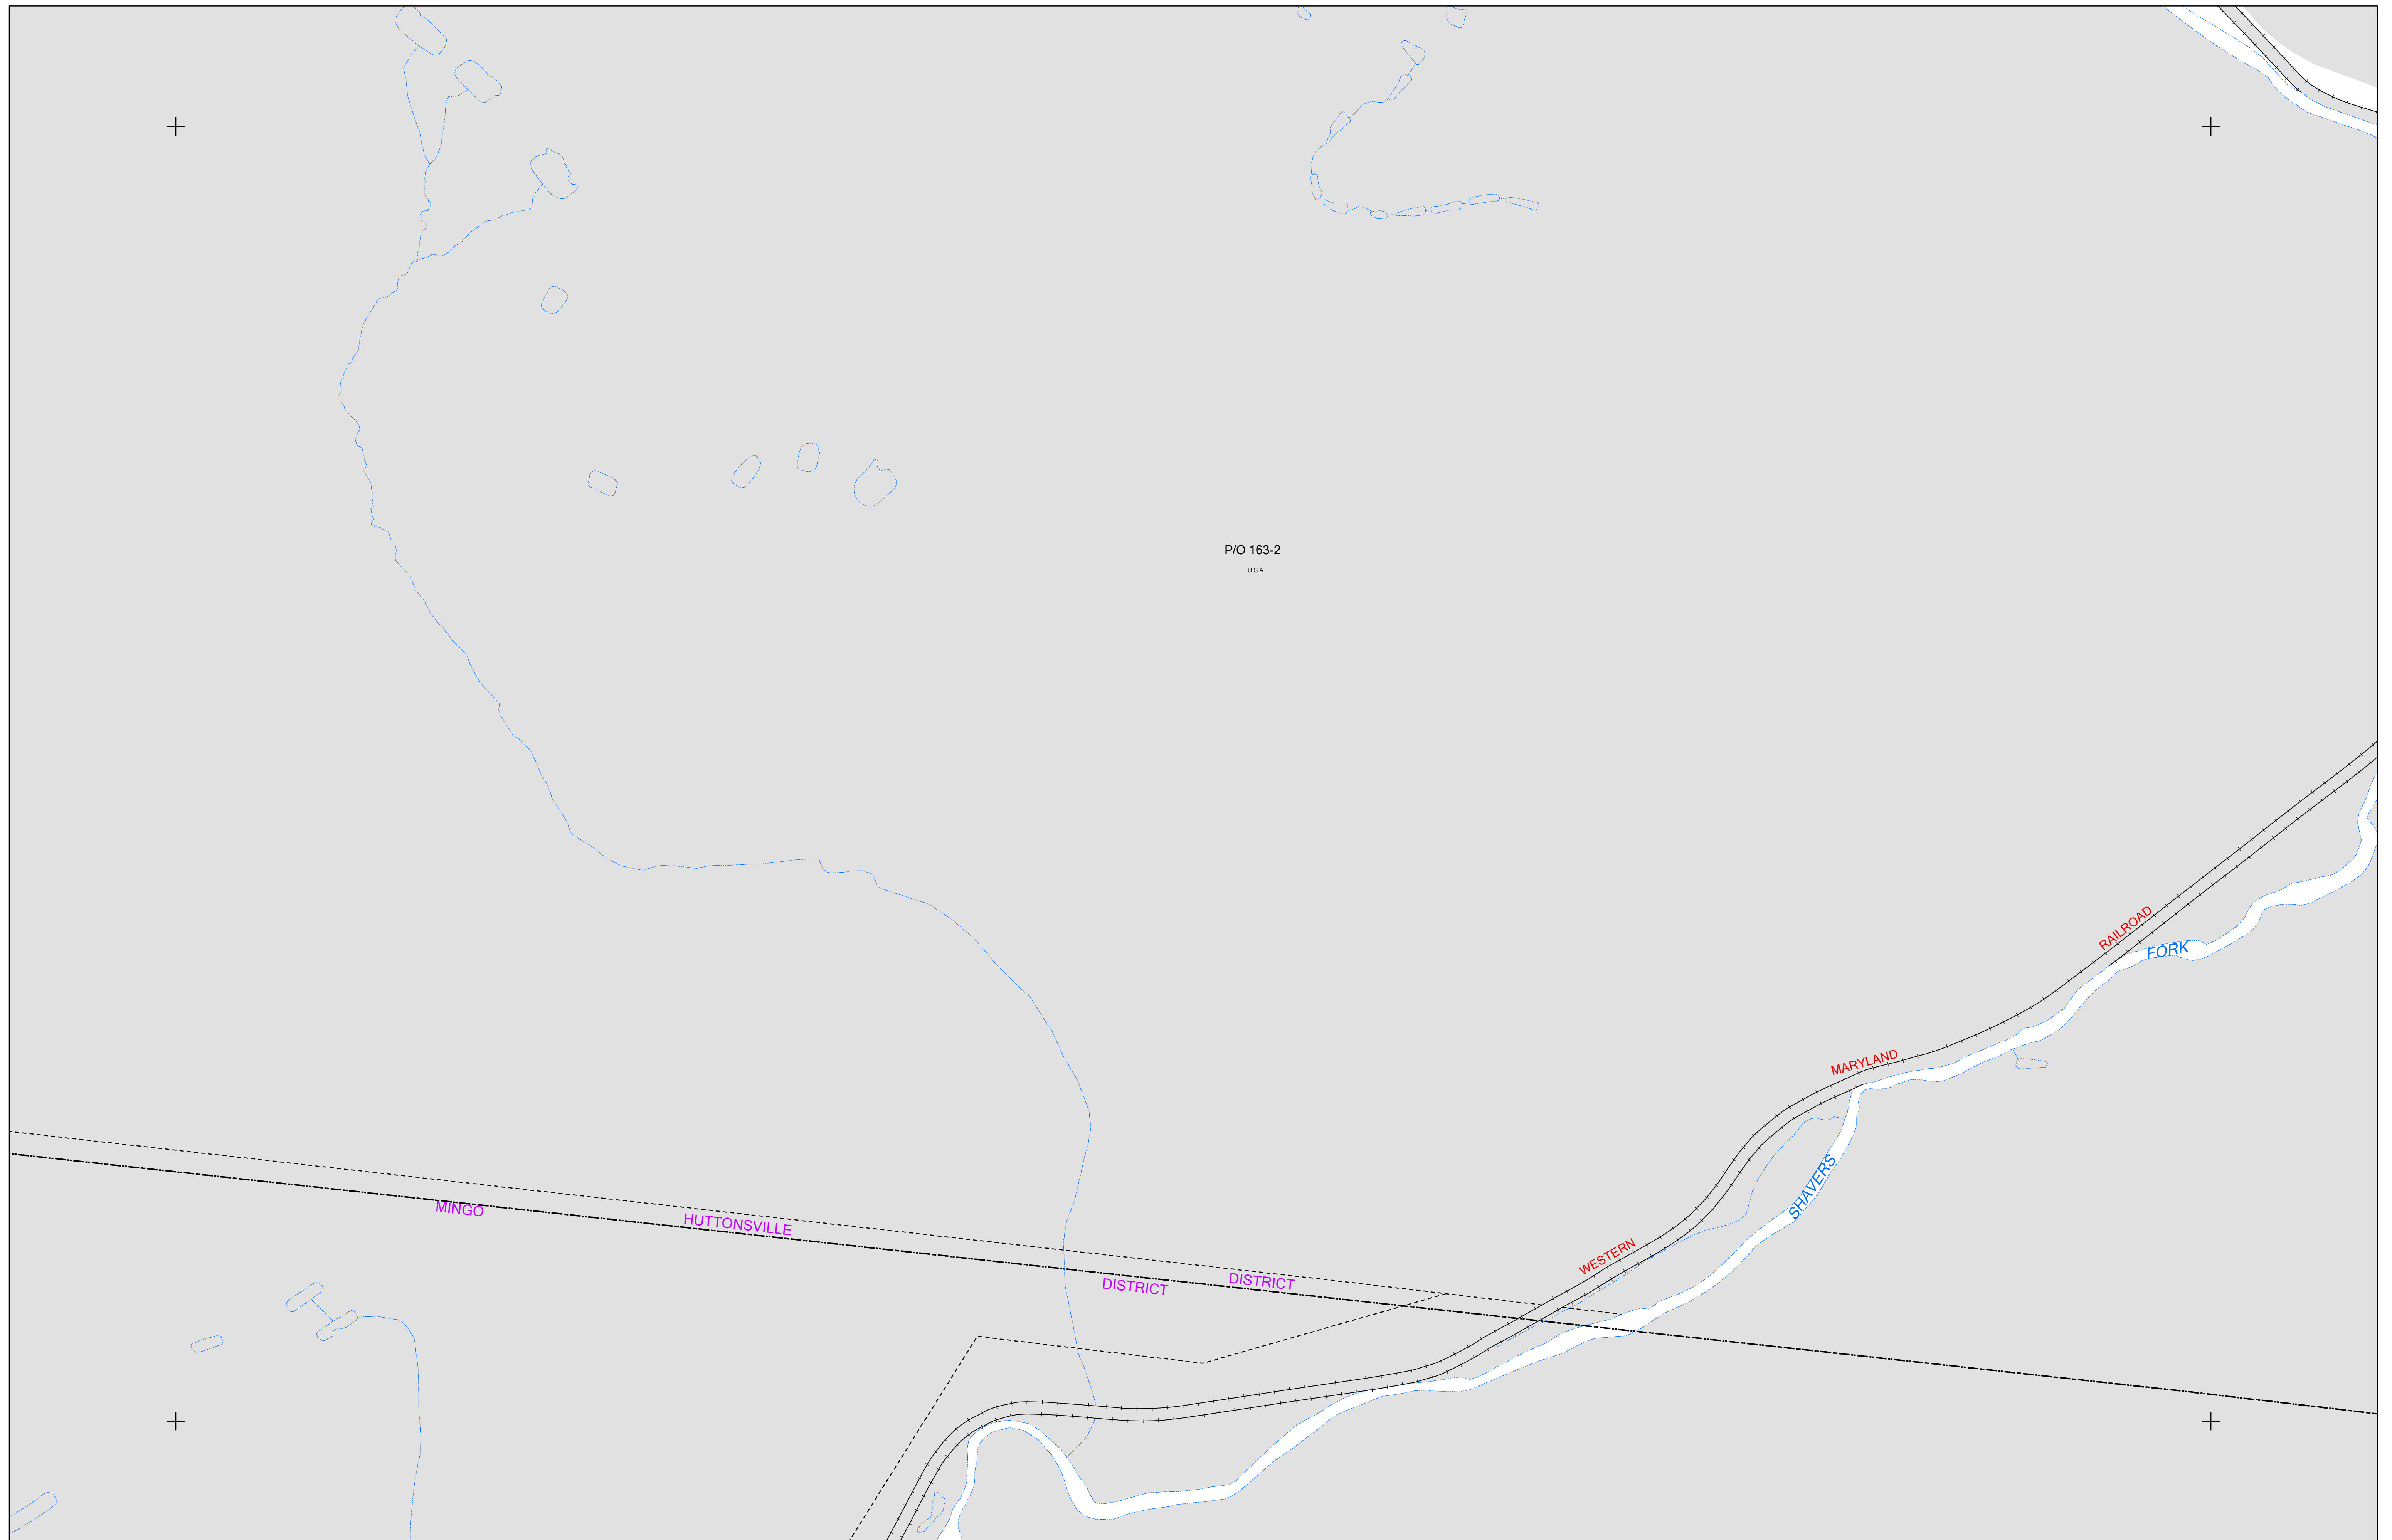 P/O 163-2
U.S.A.
RAILROAD
FORK
MARYLAND
SHAVERS
WESTERN
MINGO
HUTTONSVILLE
DISTRICT
DISTRICT